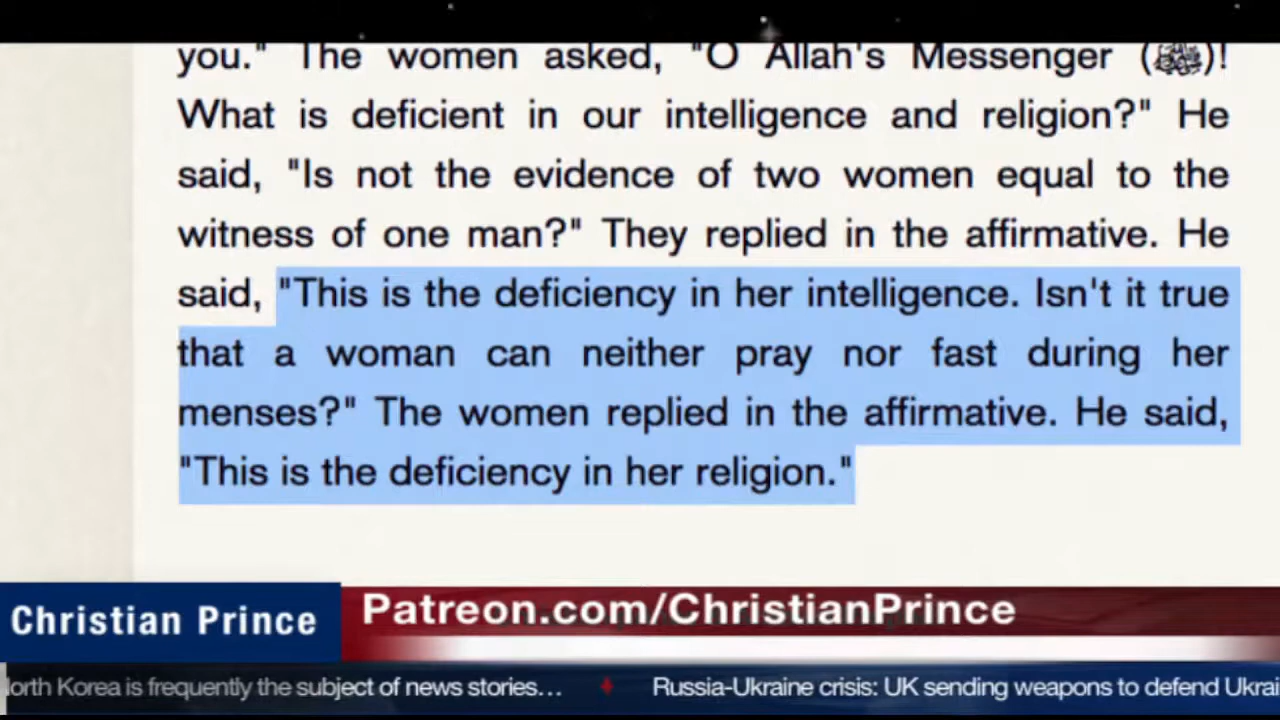 you." The women asked, "O Allah's Messenger (ﷺ)!
What is deficient in our intelligence and religion?" He
said, "Is not the evidence of two women equal to the
witness of one man?" They replied in the affirmative. He
said, "This is the deficiency in her intelligence. Isn't it true
that a woman can neither pray nor fast during her
menses?" The women replied in the affirmative. He said,
"This is the deficiency in her religion."
Christian Prince
Patreon.com/ChristianPrince
orth Korea is frequently the subject of news stories… Russia-Ukraine crisis: UK sending weapons to defend Ukrai